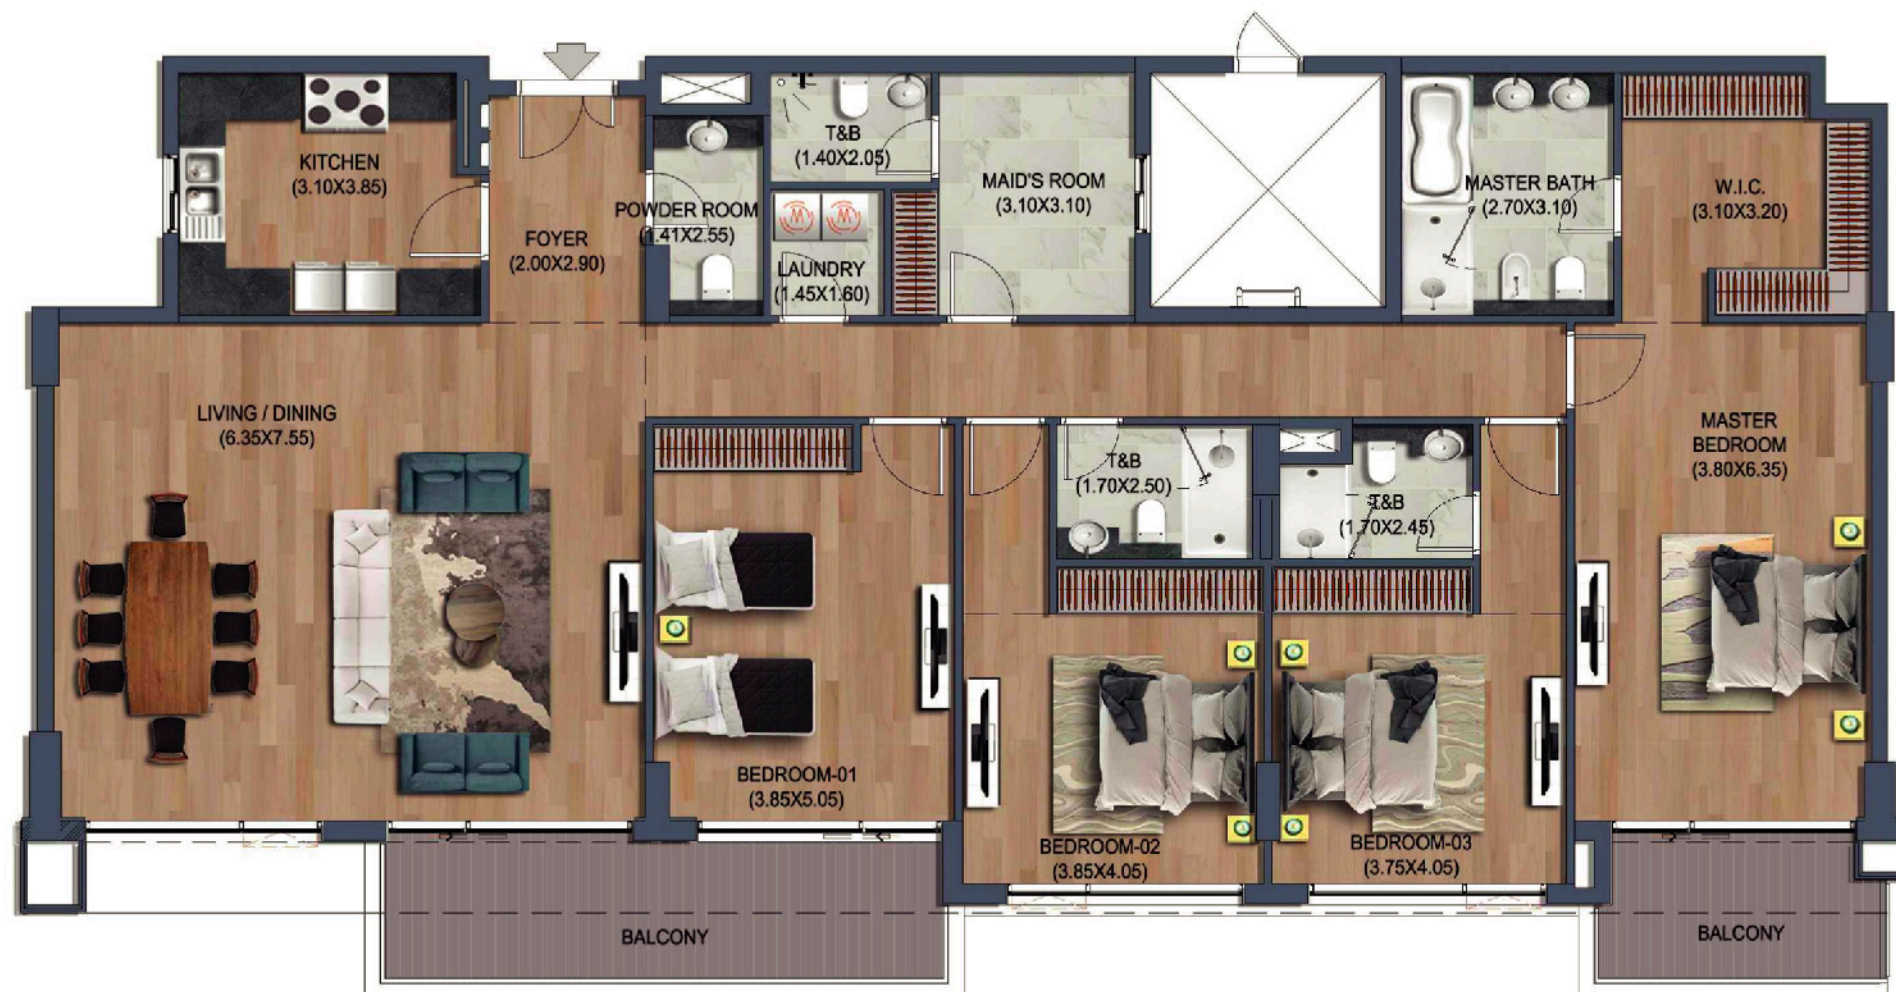 KITCHEN
(3.10X3.85)
FOYER
(2.00X2.90)
POWDER ROOM
(1.41X2.55)
T&B
(1.40X2.05)
LAUNDRY
(1.45X1.60)
MAID'S ROOM
(3.10X3.10)
MASTER BATH
(2.70X3.10)
W.I.C.
(3.10X3.20)
LIVING / DINING
(6.35X7.55)
T&B
(1.70X2.50)
T&B
(1.70X2.45)
MASTER
BEDROOM
(3.80X6.35)
BEDROOM-01
(3.85X5.05)
BEDROOM-02
(3.85X4.05)
BEDROOM-03
(3.75X4.05)
BALCONY
BALCONY